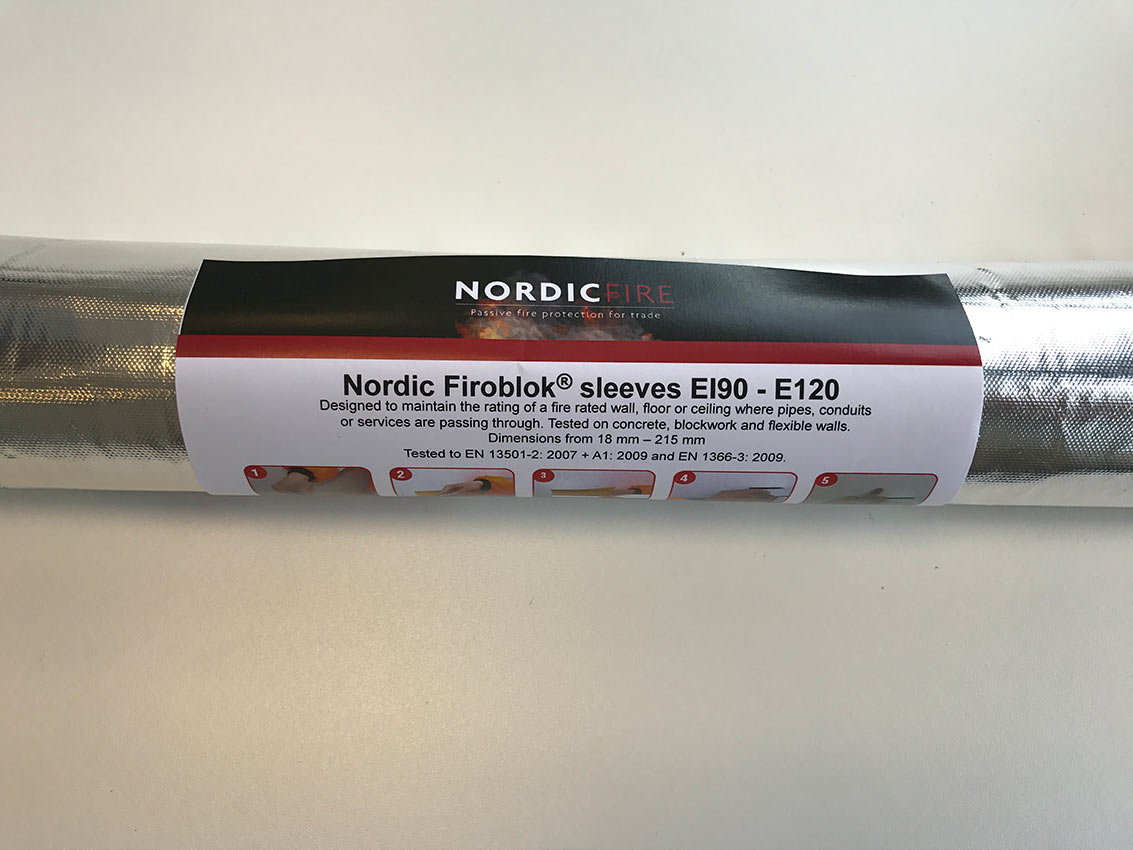 NORDICFIRE
Passive fire protection for trade
Nordic Firoblok® sleeves EI90 - E120
Designed to maintain the rating of a fire rated wall, floor or ceiling where pipes, conduits
or services are passing through. Tested on concrete, blockwork and flexible walls.
Dimensions from 18 mm – 215 mm
Tested to EN 13501-2: 2007 + A1: 2009 and EN 1366-3: 2009.
1 2 3 4 5